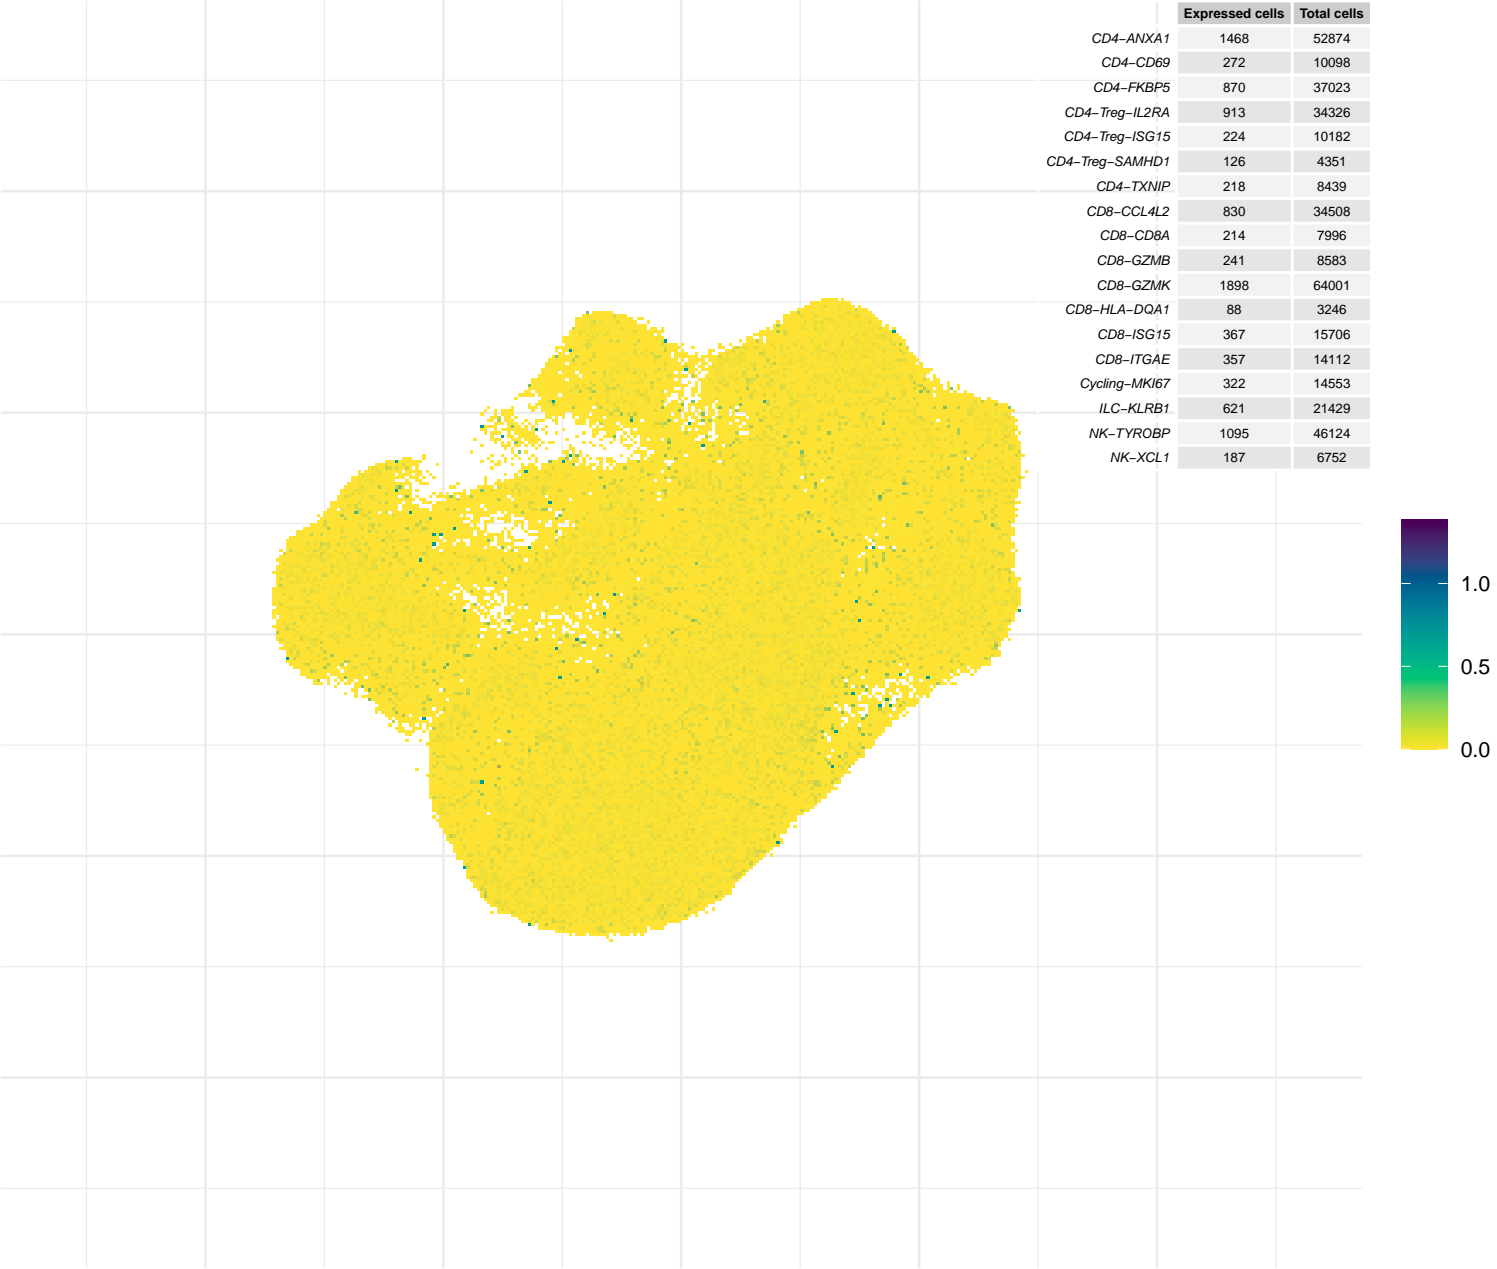 Expressed cells Total cells
CD4−ANXA1 1468 52874
CD4−CD69 272 10098
CD4−FKBP5 870 37023
CD4−Treg−IL2RA 913 34326
CD4−Treg−ISG15 224 10182
CD4−Treg−SAMHD1 126 4351
CD4−TXNIP 218 8439
CD8−CCL4L2 830 34508
CD8−CD8A 214 7996
CD8−GZMB 241 8583
CD8−GZMK 1898 64001
CD8−HLA−DQA1 88 3246
CD8−ISG15 367 15706
CD8−ITGAE 357 14112
Cycling−MKI67 322 14553
ILC−KLRB1 621 21429
NK−TYROBP 1095 46124
NK−XCL1 187 6752
1.0
0.5
0.0